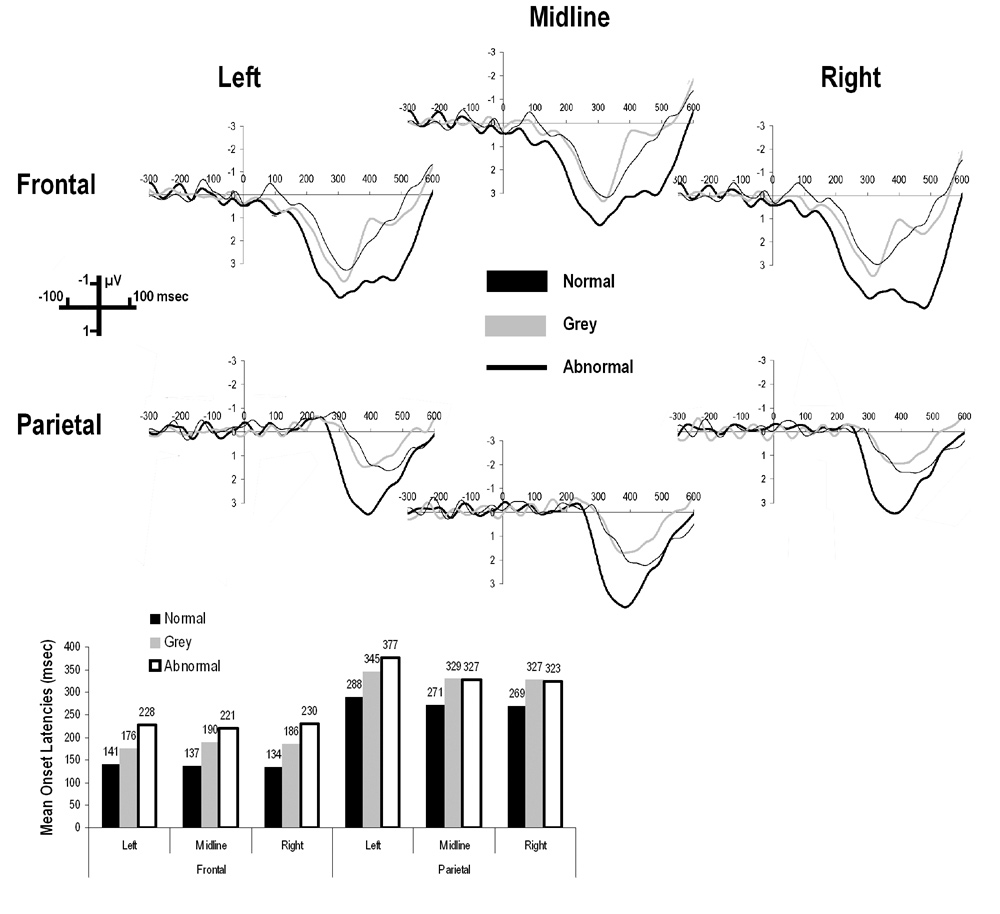 Midline
Left
Right
Frontal
-3
-2
-1
1
2
3
-300 -200 -100 0 100 200 300 400 500 600
-3
-2
-1
1
2
3
-300 -200 -100 0 100 200 300 400 500 600
-3
-2
-1
1
2
3
-300 -200 -100 0 100 200 300 400 500 600
-1 µV
-100 100 msec
1
Normal
Grey
Abnormal
Parietal
-3
-2
-1
1
2
3
-300 -200 -100 0 100 200 300 400 500 600
-3
-2
-1
0
1
2
3
-300 -200 -100 0 100 200 300 400 500 600
-3
-2
-1
1
2
3
-300 -200 -100 0 100 200 300 400 500 600
Normal
Grey
Abnormal
Mean Onset Latencies (msec)
400
350
300
250
200
150
100
50
0
141 176 228
137 190 221
134 186 230
288 345 377
271 329 327
269 327 323
Left Midline Right Left Midline Right
Frontal Parietal